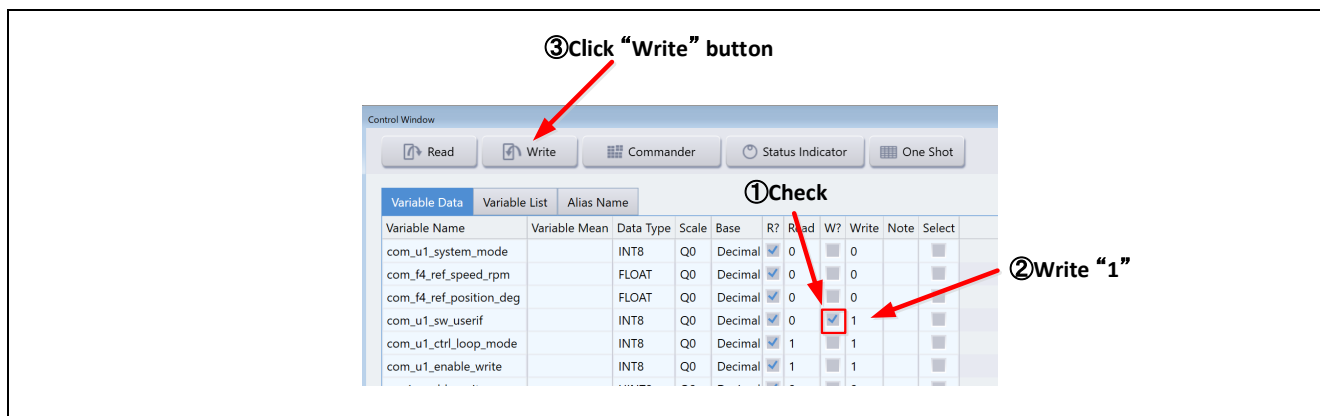 ③Click “Write” button
Control Window
Read Write Commander Status Indicator One Shot
①Check
Variable Data Variable List Alias Name
Variable Name Variable Mean Data Type Scale Base R? Read W? Write Note Select
com_u1_system_mode INT8 Q0 Decimal 0 0
com_f4_ref_speed_rpm FLOAT Q0 Decimal 0 0
②Write “1”
com_f4_ref_position_deg FLOAT Q0 Decimal 0 0
com_u1_sw_userif INT8 Q0 Decimal 0 1
com_u1_ctrl_loop_mode INT8 Q0 Decimal 1 1
com_u1_enable_write INT8 Q0 Decimal 1 1